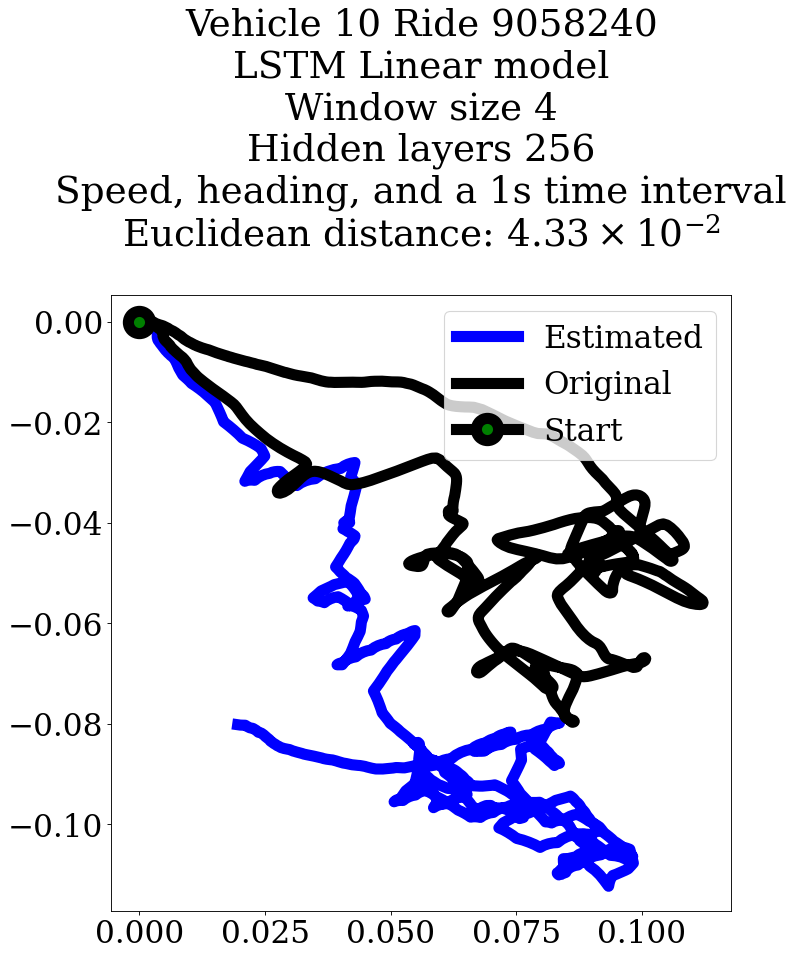 Vehicle 10 Ride 9058240
LSTM Linear model
Window size 4
Hidden layers 256
Speed, heading, and a 1s time interval
Euclidean distance: 4.33 × 10⁻²
Estimated
Original
Start
0.00
−0.02
−0.04
−0.06
−0.08
−0.10
0.000 0.025 0.050 0.075 0.100